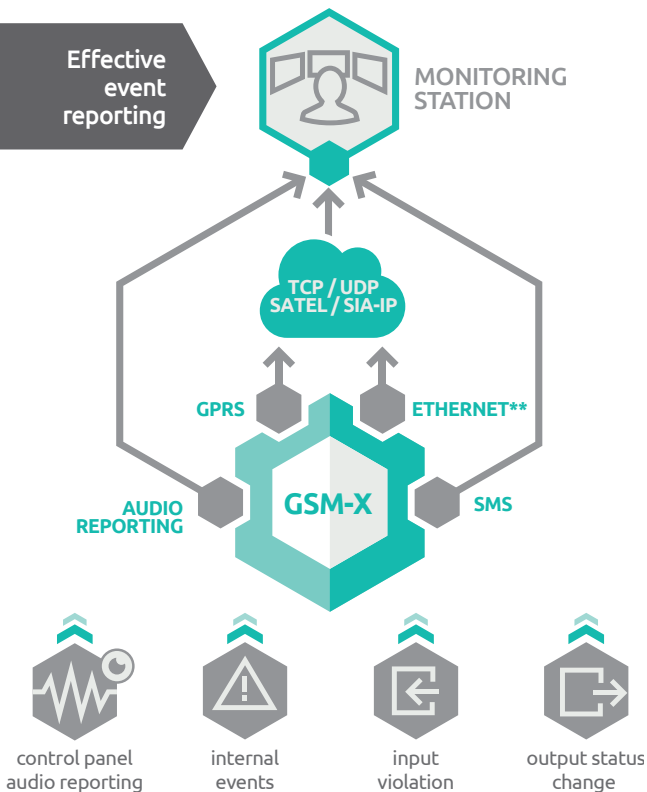 Effective
event
reporting
MONITORING
STATION
TCP / UDP
SATEL / SIA-IP
GPRS
ETHERNET**
GSM-X
AUDIO
REPORTING
SMS
control panel
audio reporting
internal
events
input
violation
output status
change